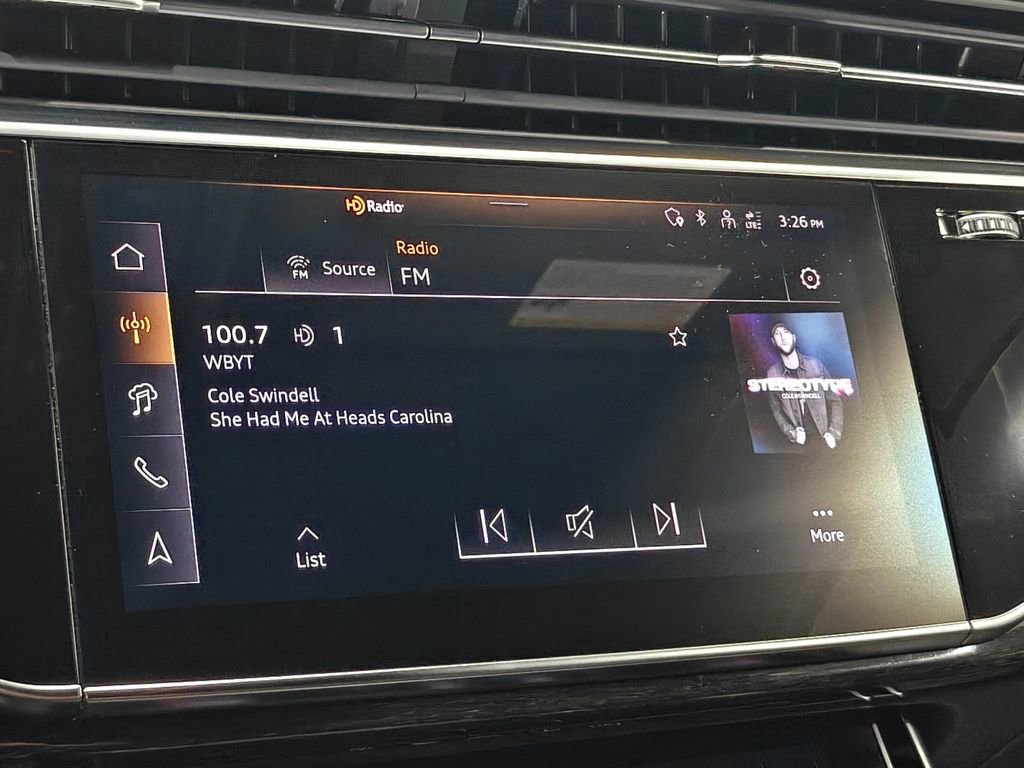 HD Radio
LTE
3:26 PM
FM
Source
Radio
FM
100.7 HD 1
WBYT
Cole Swindell
She Had Me At Heads Carolina
STEREOTYPE
COLE SWINDELL
List
More